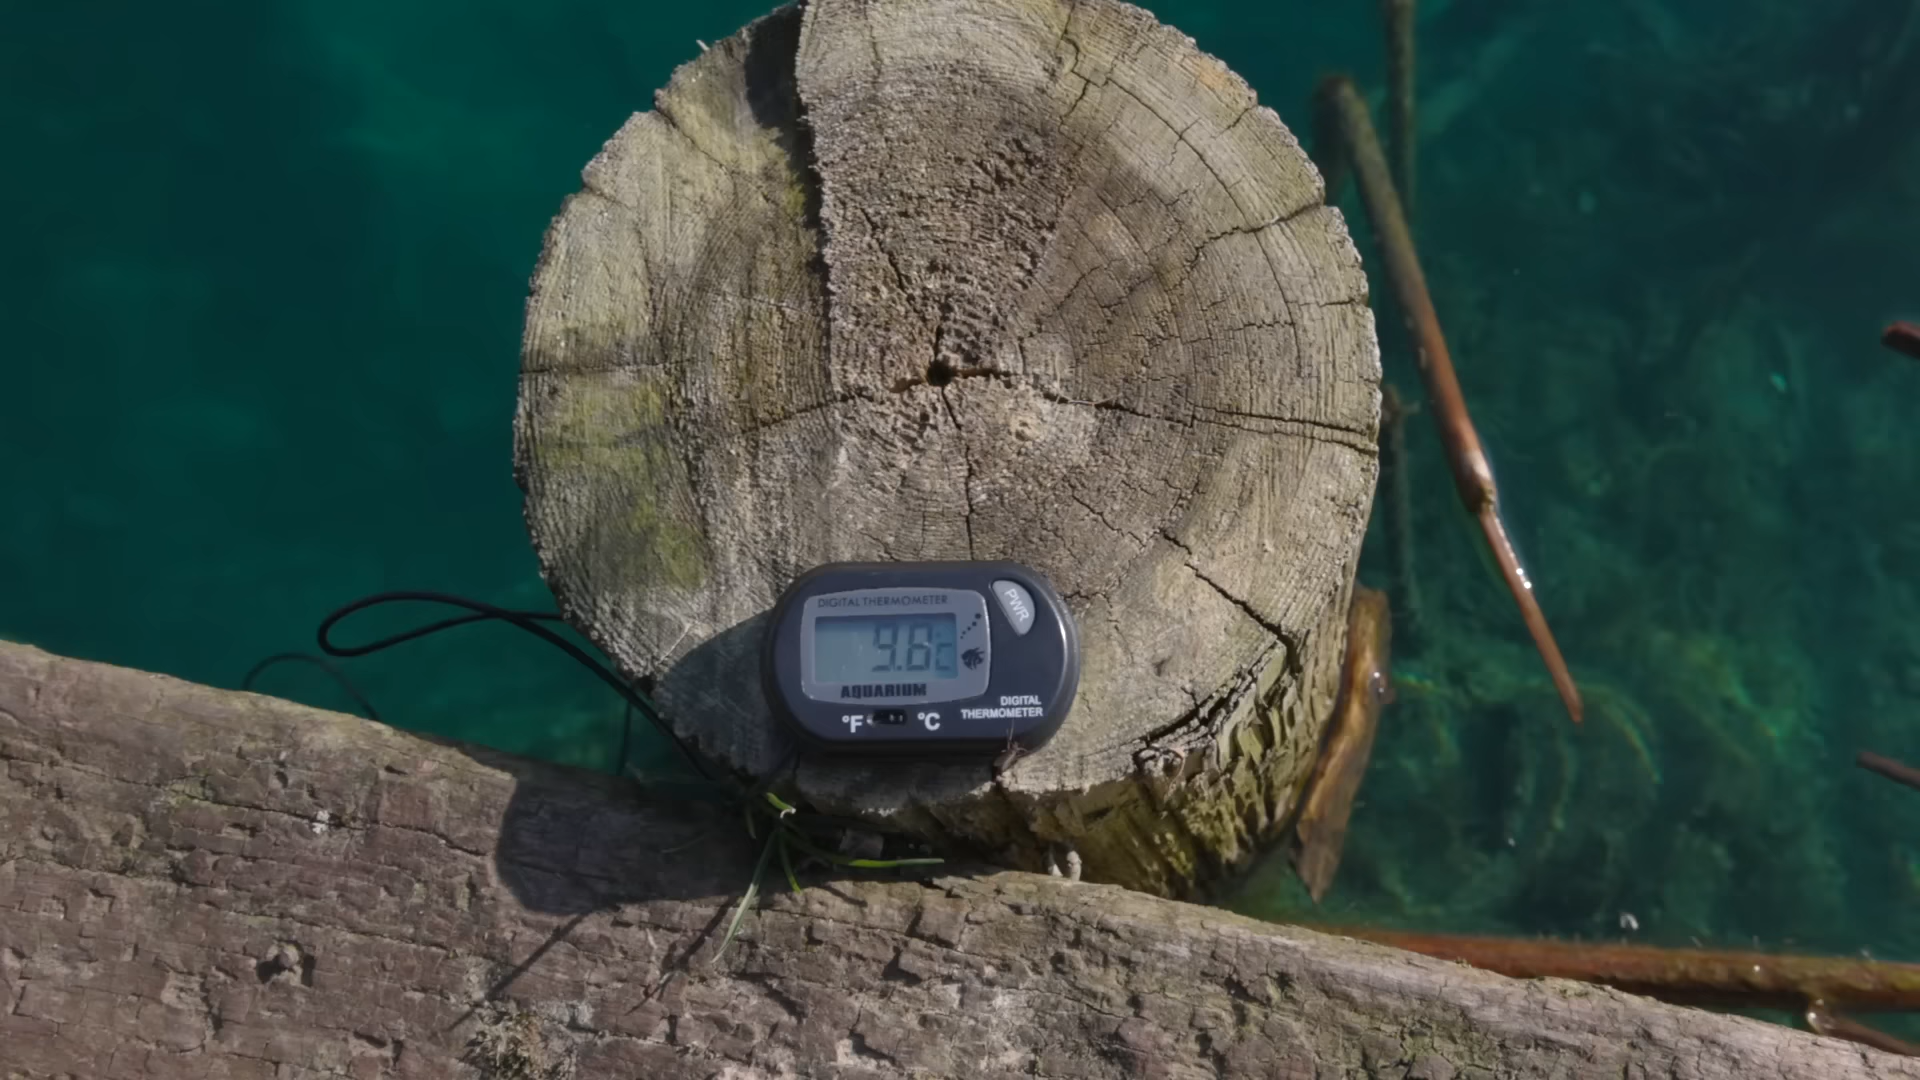 DIGITAL THERMOMETER
PWR
9.6c
AQUARIUM
°F
°C
DIGITAL
THERMOMETER